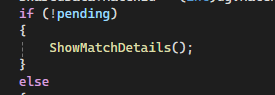 if (!pending)
{
ShowMatchDetails();
}
else